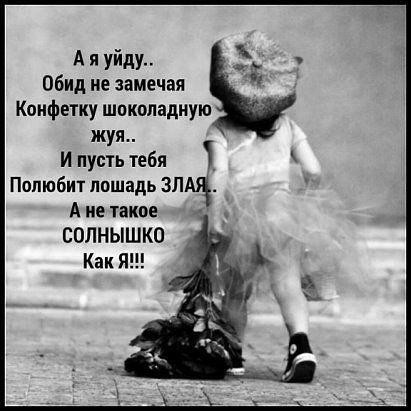 А я уйду..
Обид не замечая
Конфетку шоколадную
жуя..
И пусть тебя
Полюбит лошадь ЗЛАЯ..
А не такое
СОЛНЫШКО
Как Я!!!